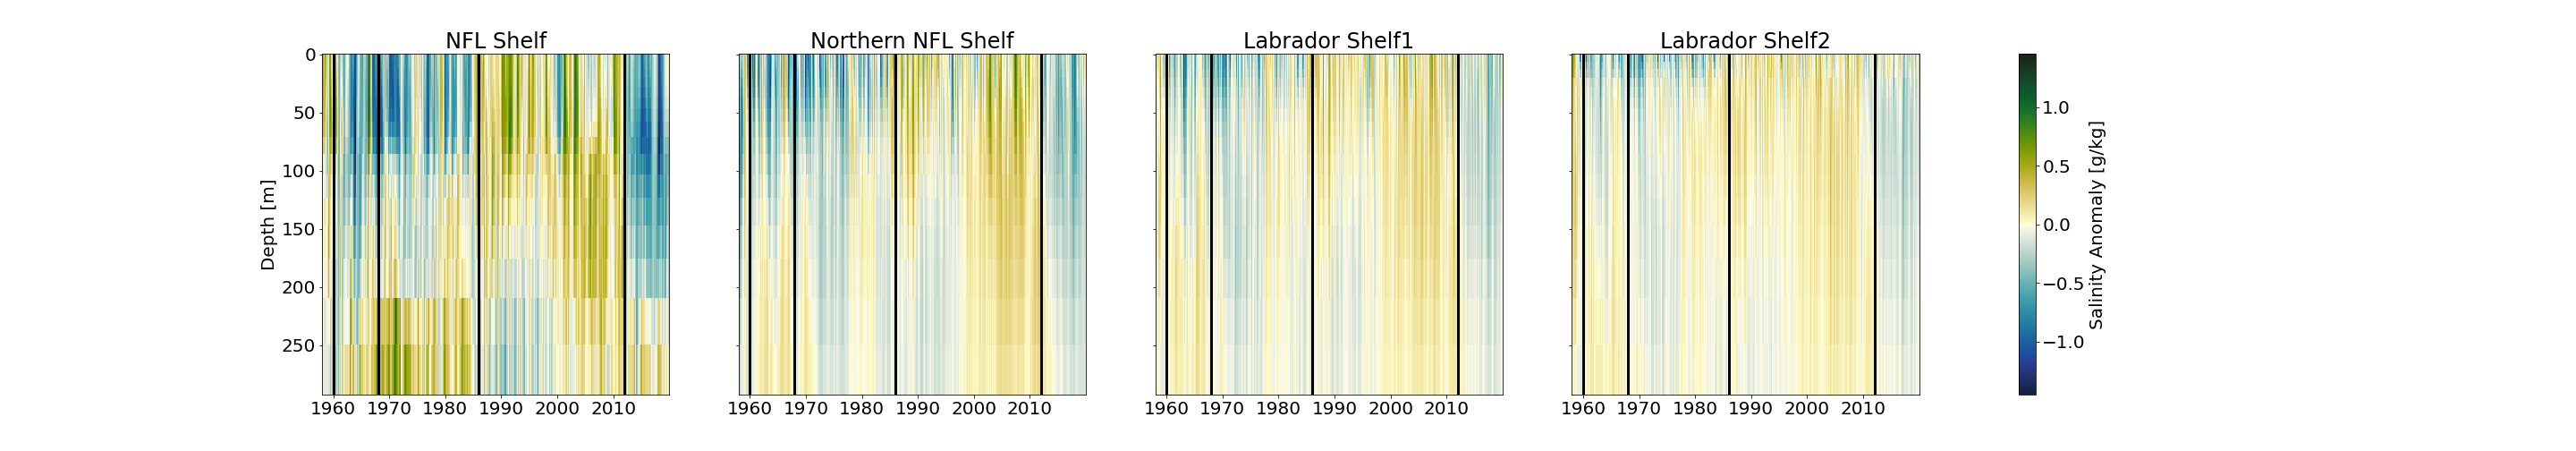 NFL Shelf
Northern NFL Shelf
Labrador Shelf1
Labrador Shelf2
0
50
100
150
200
250
Depth [m]
1960 1970 1980 1990 2000 2010
1960 1970 1980 1990 2000 2010
1960 1970 1980 1990 2000 2010
1960 1970 1980 1990 2000 2010
1.0
0.5
0.0
−0.5
−1.0
Salinity Anomaly [g/kg]